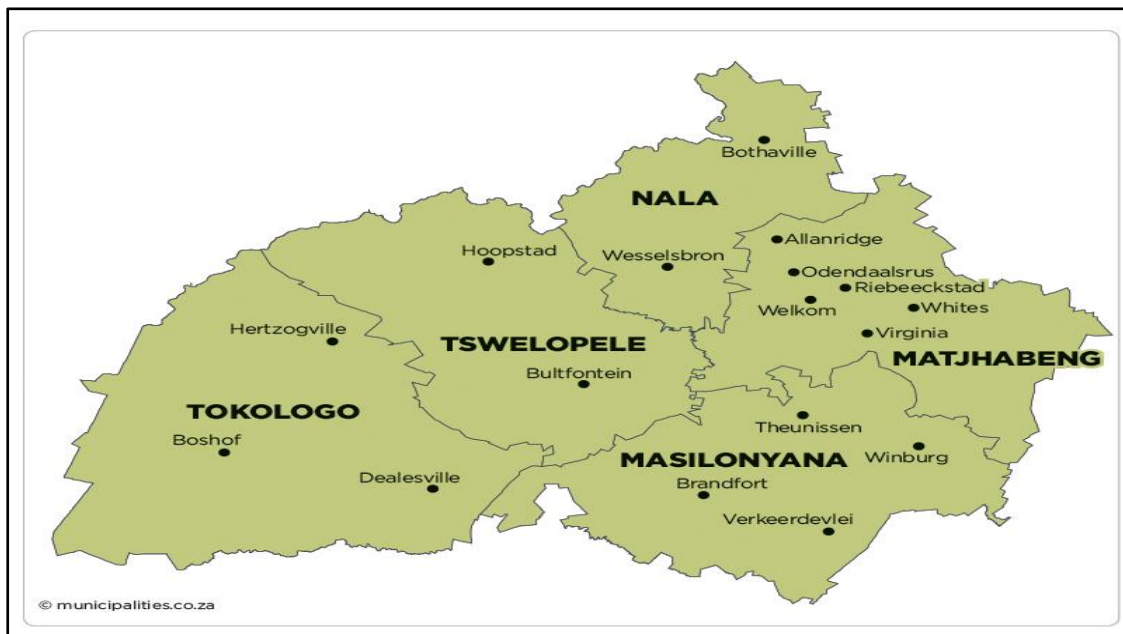 Bothaville
NALA
Allanridge
Hoopstad
Wesselsbron
Odendaalsrus
Riebeeckstad
Welkom
Whites
Hertzogville
Virginia
TSWELOPELE
MATJHABENG
Bultfontein
TOKOLOGO
Theunissen
Boshof
MASILONYANA
Winburg
Dealesville
Brandfort
Verkeerdevlei
© municipalities.co.za